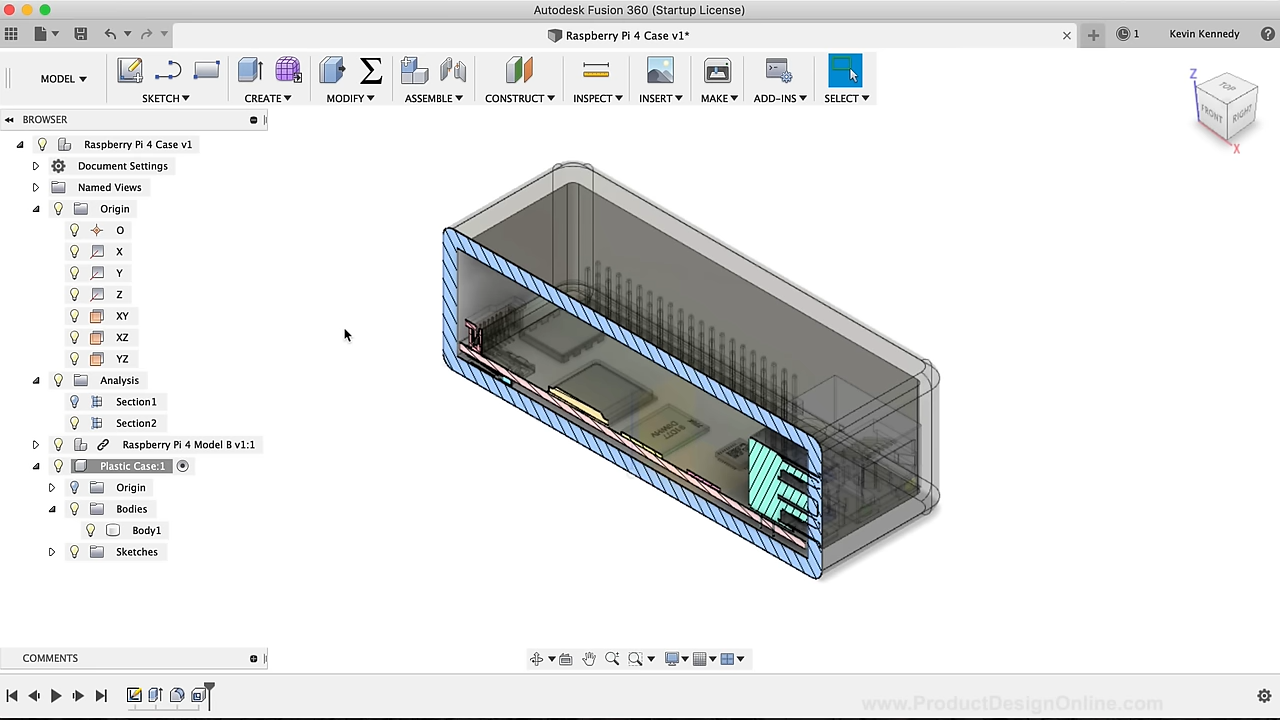 Autodesk Fusion 360 (Startup License)
Raspberry Pi 4 Case v1*
1
Kevin Kennedy
MODEL
SKETCH
CREATE
MODIFY
ASSEMBLE
CONSTRUCT
INSPECT
INSERT
MAKE
ADD-INS
SELECT
BROWSER
Raspberry Pi 4 Case v1
Document Settings
Named Views
Origin
O
X
Y
Z
XY
XZ
YZ
Analysis
Section1
Section2
Raspberry Pi 4 Model B v1:1
Plastic Case:1
Origin
Bodies
Body1
Sketches
Z
TOP
FRONT
RIGHT
X
COMMENTS
www.ProductDesignOnline.com